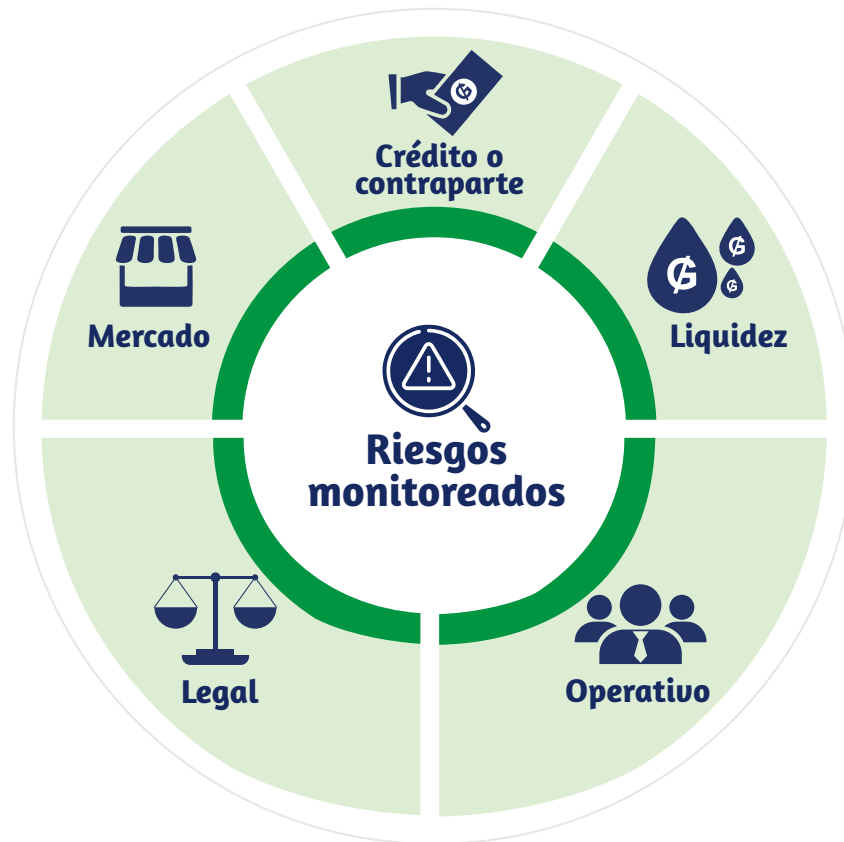 Crédito o
contraparte
Mercado
Liquidez
Riesgos
monitoreados
Legal
Operativo